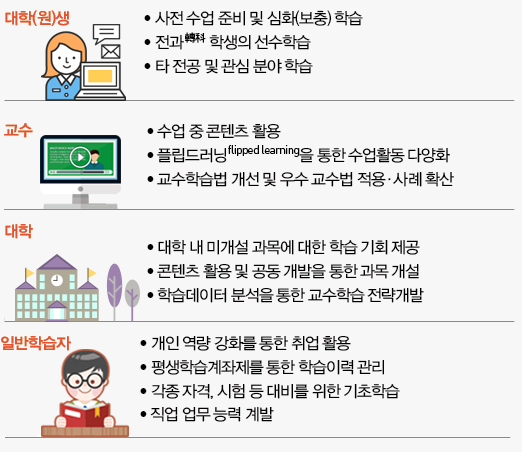 대학(원)생
• 사전 수업 준비 및 심화(보충) 학습
• 전과轉科 학생의 선수학습
• 타 전공 및 관심 분야 학습
교수
• 수업 중 콘텐츠 활용
• 플립드러닝flipped learning을 통한 수업활동 다양화
• 교수학습법 개선 및 우수 교수법 적용·사례 확산
대학
• 대학 내 미개설 과목에 대한 학습 기회 제공
• 콘텐츠 활용 및 공동 개발을 통한 과목 개설
• 학습데이터 분석을 통한 교수학습 전략개발
일반학습자
• 개인 역량 강화를 통한 취업 활용
• 평생학습계좌제를 통한 학습이력 관리
• 각종 자격, 시험 등 대비를 위한 기초학습
• 직업 업무 능력 계발